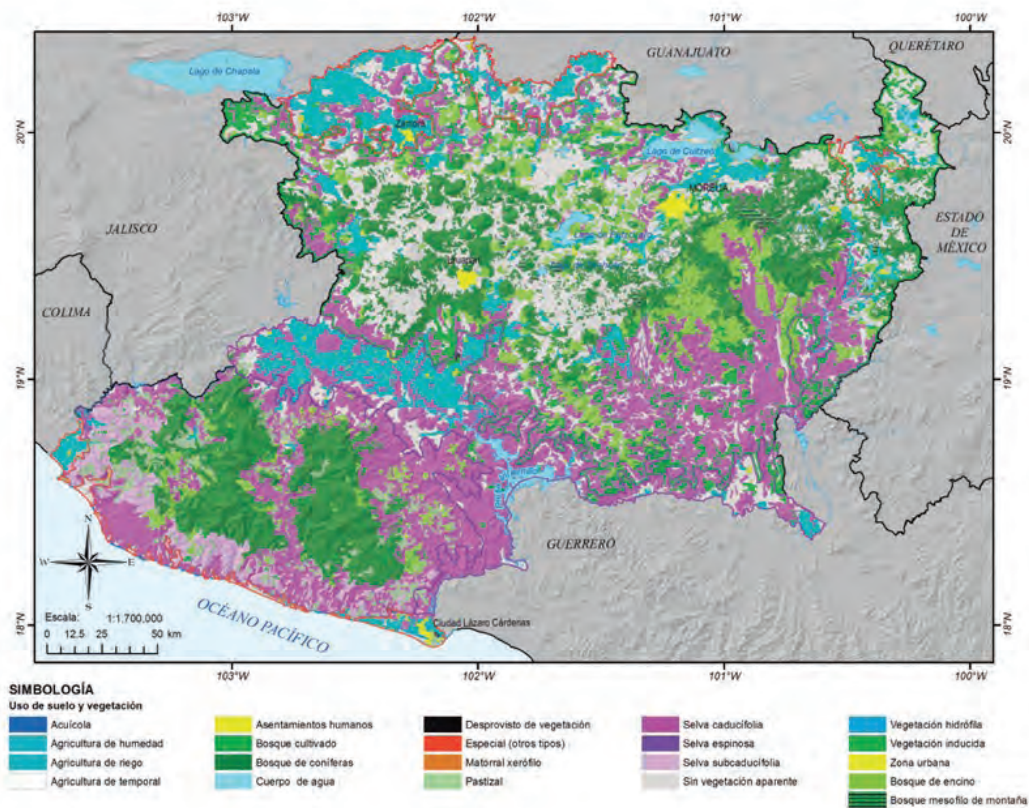 103°W 102°W 101°W 100°W
GUANAJUATO
QUERÉTARO
Lago de Chapala
20°N 20°N
Zamora
Lago de Cuitzeo
MORELIA
JALISCO
ESTADO
DE
MÉXICO
Uruapan
COLIMA
19°N 19°N
GUERRERO
N
W E
S
OCÉANO PACÍFICO
Escala: 1:1.700,000
0 12.5 25 50 km
18°N 18°N
Ciudad Lázaro Cárdenas
103°W 102°W 101°W 100°W
SIMBOLOGÍA
Uso de suelo y vegetación
Acuícola
Agricultura de humedad
Agricultura de riego
Agricultura de temporal
Asentamientos humanos
Bosque cultivado
Bosque de coníferas
Cuerpo de agua
Desprovisto de vegetación
Especial (otros tipos)
Matorral xerófilo
Pastizal
Selva caducifolia
Selva espinosa
Selva subcaducifolia
Sin vegetación aparente
Vegetación hidrófila
Vegetación inducida
Zona urbana
Bosque de encino
Bosque mesofilo de montaña